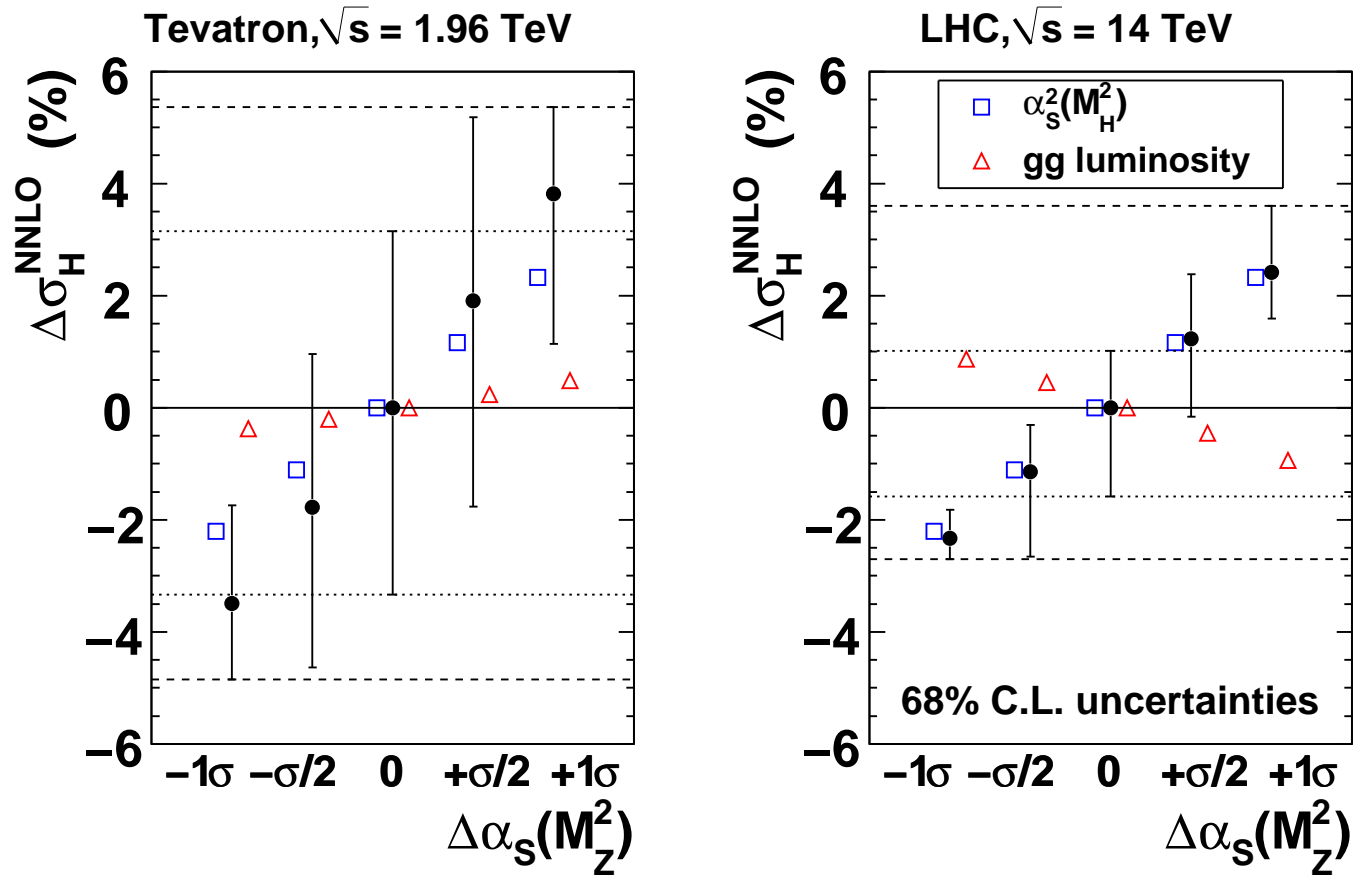 Tevatron,√s = 1.96 TeV
Δσ_H^NNLO (%)
6
4
2
0
−2
−4
−6
−1σ −σ/2 0 +σ/2 +1σ
Δα_S(M_Z^2)
LHC,√s = 14 TeV
Δσ_H^NNLO (%)
6
4
2
0
−2
−4
−6
α_S^2(M_H^2)
gg luminosity
68% C.L. uncertainties
−1σ −σ/2 0 +σ/2 +1σ
Δα_S(M_Z^2)